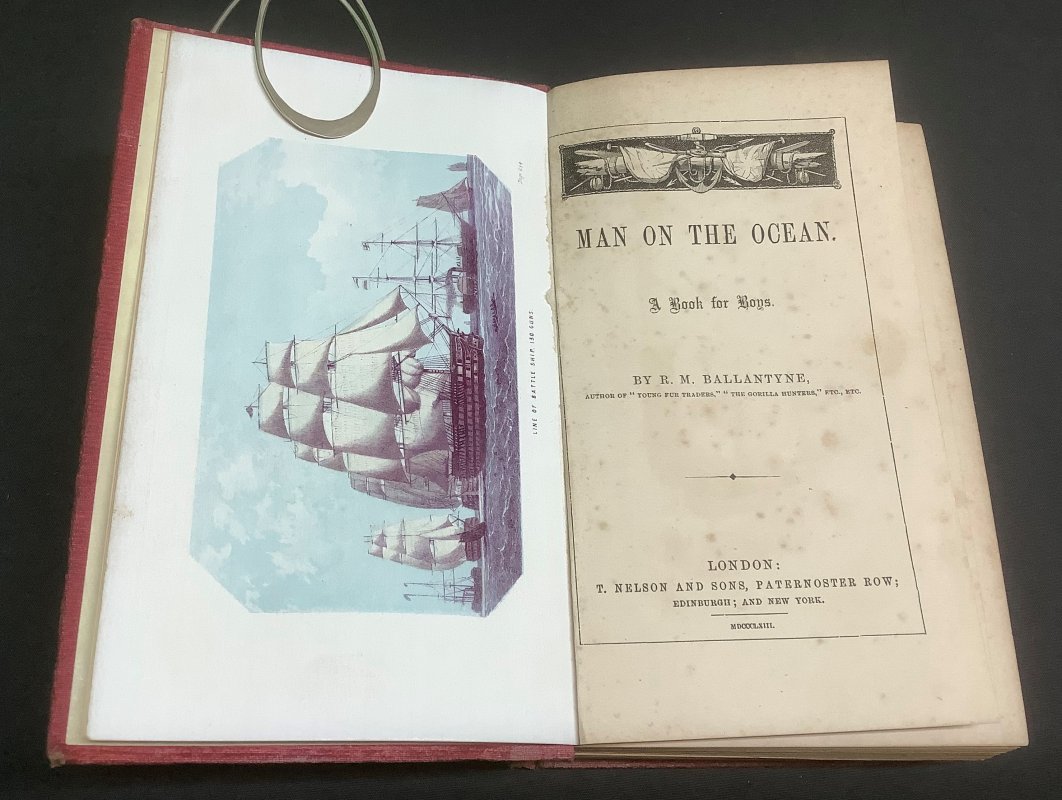 LINE OF BATTLE SHIP, 130 GUNS.
MAN ON THE OCEAN.
A Book for Boys.
BY R. M. BALLANTYNE,
AUTHOR OF "YOUNG FUR TRADERS," "THE GORILLA HUNTERS," ETC., ETC.
LONDON:
T. NELSON AND SONS, PATERNOSTER ROW;
EDINBURGH; AND NEW YORK.
MDCCCLXIII.